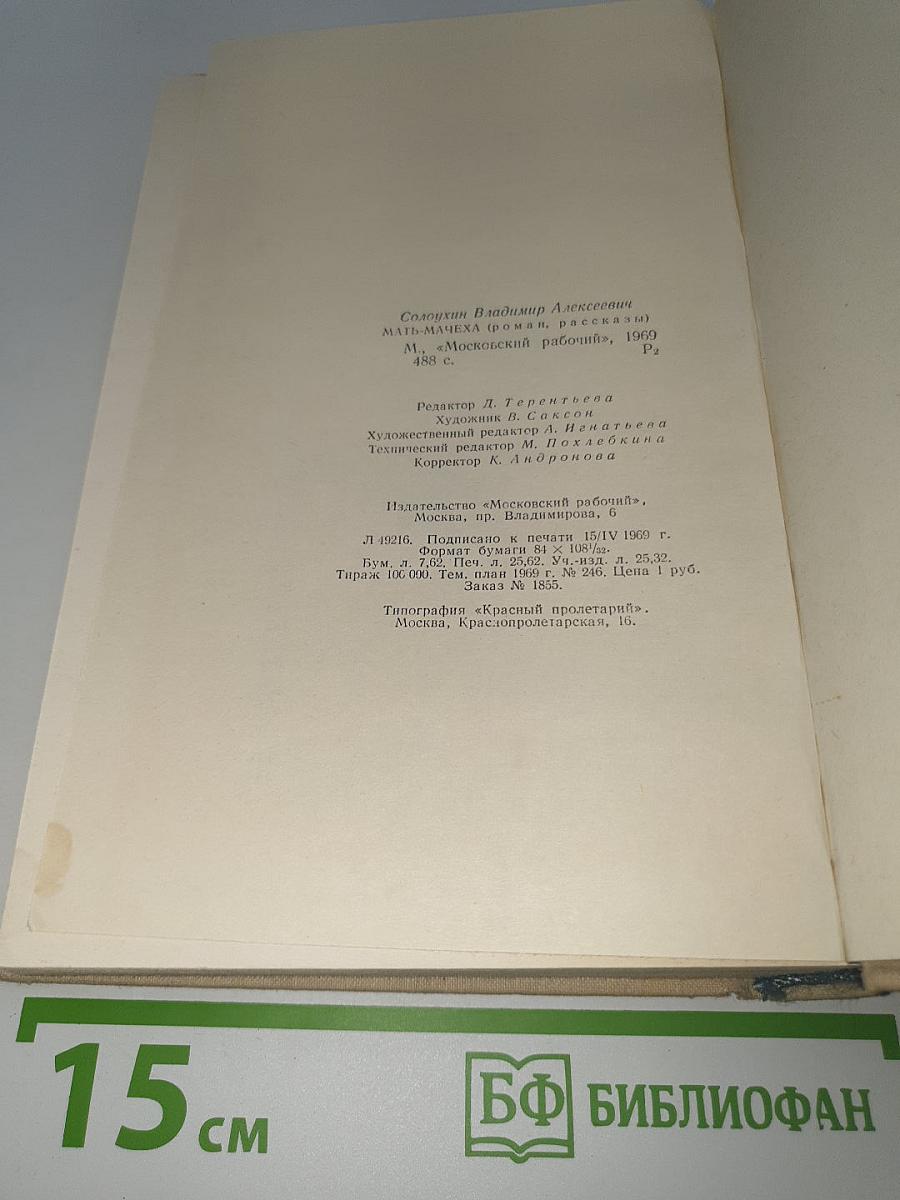 Солоухин Владимир Алексеевич
МАТЬ-МАЧЕХА (роман, рассказы)
М., «Московский рабочий», 1969
488 с. Р2
Редактор Д. Терентьева
Художник В. Саксон
Художественный редактор А. Игнатьева
Технический редактор М. Похлебкина
Корректор К. Андронова
Издательство «Московский рабочий»,
Москва, пр. Владимирова, 6
Л 49216. Подписано к печати 15/IV 1969 г.
Формат бумаги 84 × 108¹/₃₂.
Бум. л. 7,62. Печ. л. 25,62. Уч.-изд. л. 25,32.
Тираж 100 000. Тем. план 1969 г. № 246. Цена 1 руб.
Заказ № 1855.
Типография «Красный пролетарий».
Москва, Краснопролетарская, 16.
15 см
БФ БИБЛИОФАН